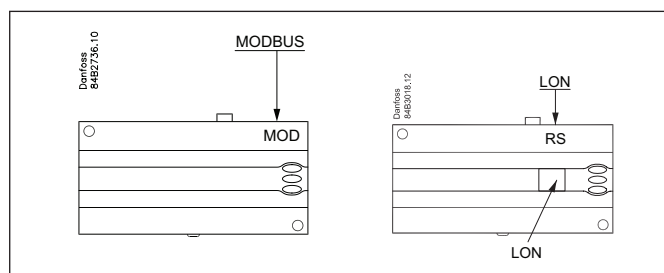 MODBUS
Danfoss
84B2736.10
MOD
LON
Danfoss
84B3018.12
RS
LON